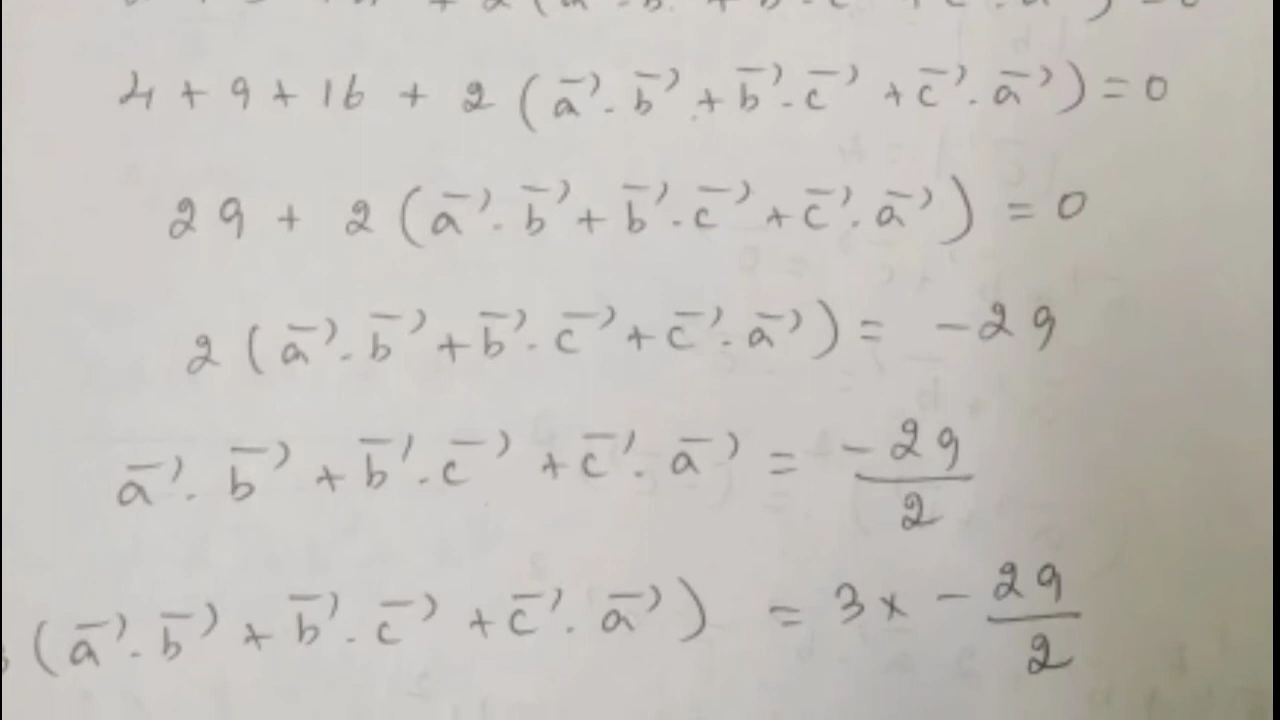 4 + 9 + 16 + 2 (a⃗ . b⃗ + b⃗ . c⃗ + c⃗ . a⃗) = 0
29 + 2 (a⃗ . b⃗ + b⃗ . c⃗ + c⃗ . a⃗) = 0
2 (a⃗ . b⃗ + b⃗ . c⃗ + c⃗ . a⃗) = -29
a⃗ . b⃗ + b⃗ . c⃗ + c⃗ . a⃗ = -29/2
(a⃗ . b⃗ + b⃗ . c⃗ + c⃗ . a⃗) = 3 x -29/2